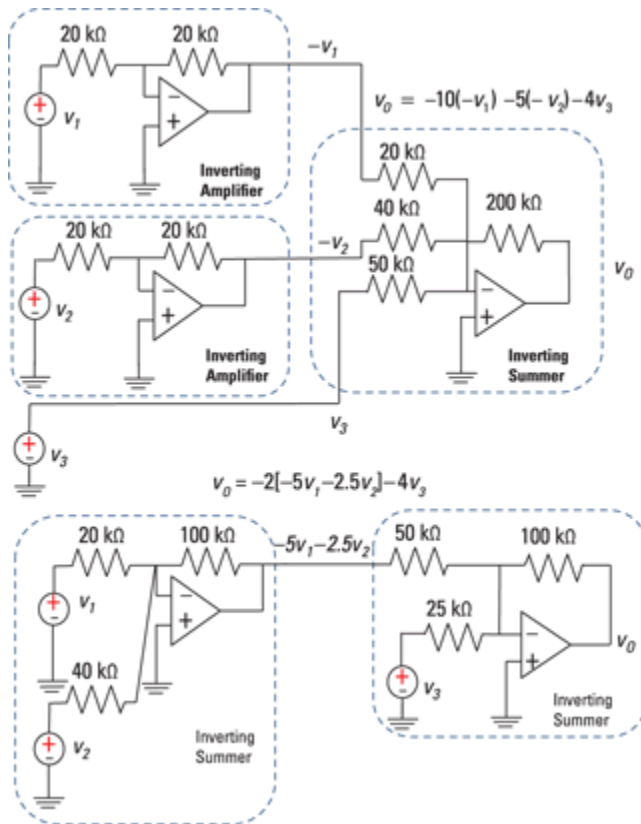 20 kΩ 20 kΩ
−v1
v1
Inverting
Amplifier
vO = −10(−v1) −5(− v2)−4v3
20 kΩ
40 kΩ
200 kΩ
50 kΩ
vO
Inverting
Summer
20 kΩ 20 kΩ
−v2
v2
Inverting
Amplifier
v3
v3
vO = −2[−5v1−2.5v2]−4v3
20 kΩ
100 kΩ
−5v1−2.5v2
v1
40 kΩ
v2
Inverting
Summer
50 kΩ
100 kΩ
25 kΩ
vO
v3
Inverting
Summer